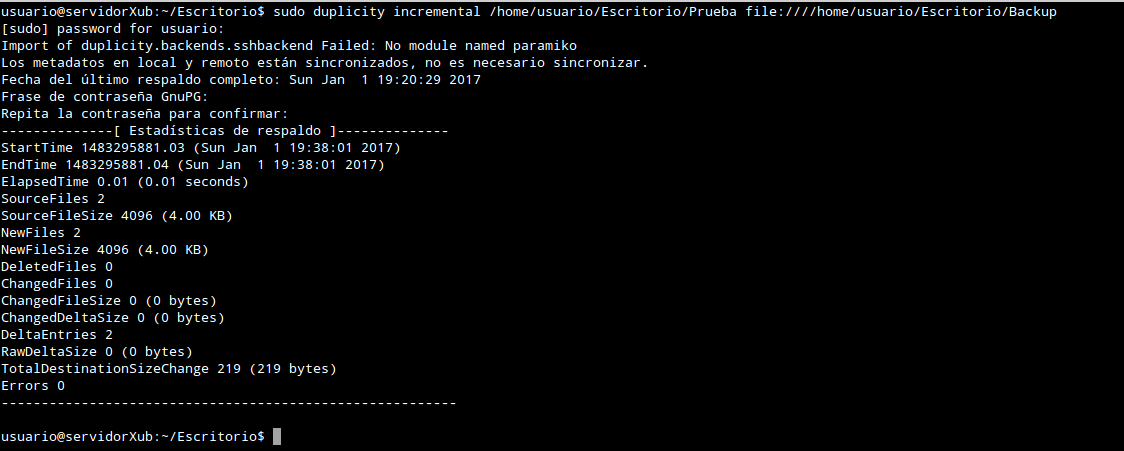 usuario@servidorXub:~/Escritorio$ sudo duplicity incremental /home/usuario/Escritorio/Prueba file:////home/usuario/Escritorio/Backup
[sudo] password for usuario:
Import of duplicity.backends.sshbackend Failed: No module named paramiko
Los metadatos en local y remoto están sincronizados, no es necesario sincronizar.
Fecha del último respaldo completo: Sun Jan  1 19:20:29 2017
Frase de contraseña GnuPG:
Repita la contraseña para confirmar:
--------------[ Estadísticas de respaldo ]--------------
StartTime 1483295881.03 (Sun Jan  1 19:38:01 2017)
EndTime 1483295881.04 (Sun Jan  1 19:38:01 2017)
ElapsedTime 0.01 (0.01 seconds)
SourceFiles 2
SourceFileSize 4096 (4.00 KB)
NewFiles 2
NewFileSize 4096 (4.00 KB)
DeletedFiles 0
ChangedFiles 0
ChangedFileSize 0 (0 bytes)
ChangedDeltaSize 0 (0 bytes)
DeltaEntries 2
RawDeltaSize 0 (0 bytes)
TotalDestinationSizeChange 219 (219 bytes)
Errors 0
---------------------------------------------------------
usuario@servidorXub:~/Escritorio$